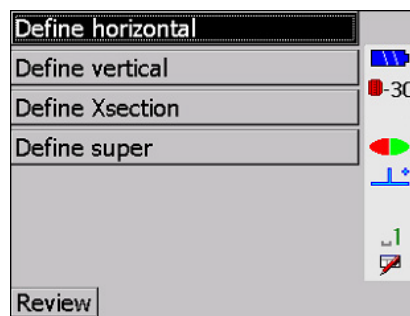 Define horizontal
Define vertical
-30
Define Xsection
Define super
1
Review